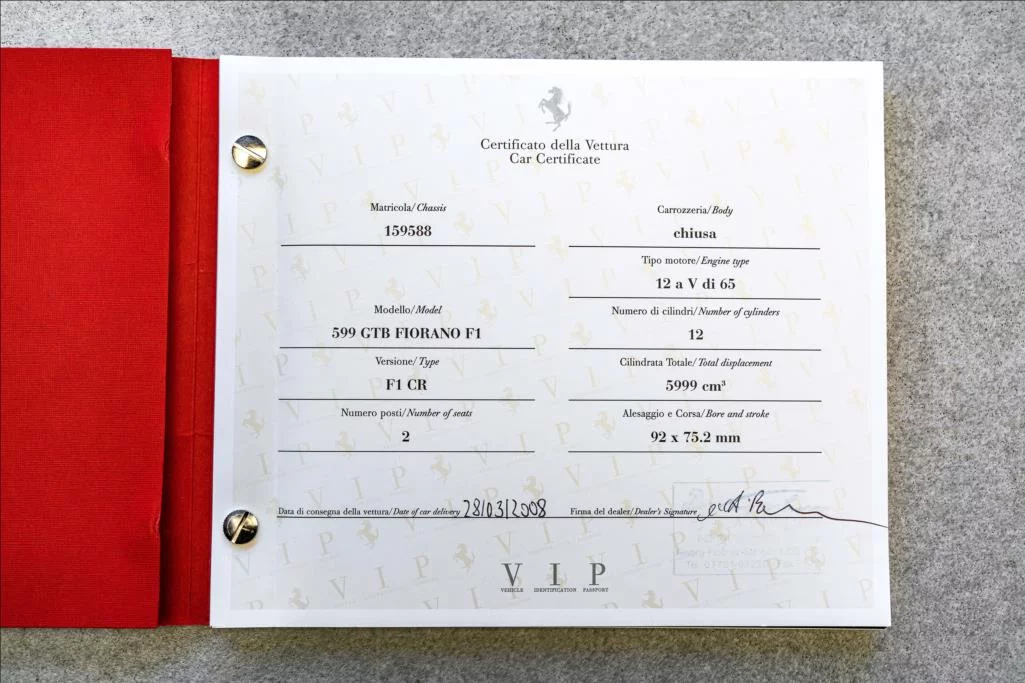 Certificato della Vettura
Car Certificate
Matricola/Chassis
159588
Carrozzeria/Body
chiusa
Tipo motore/Engine type
12 a V di 65
Modello/Model
599 GTB FIORANO F1
Numero di cilindri/Number of cylinders
12
Versione/Type
F1 CR
Cilindrata Totale/Total displacement
5999 cm³
Numero posti/Number of seats
2
Alesaggio e Corsa/Bore and stroke
92 x 75.2 mm
Data di consegna della vettura/Date of car delivery 28/03/2008
Firma del dealer/Dealer's Signature
V I P
VEHICLE IDENTIFICATION PASSPORT